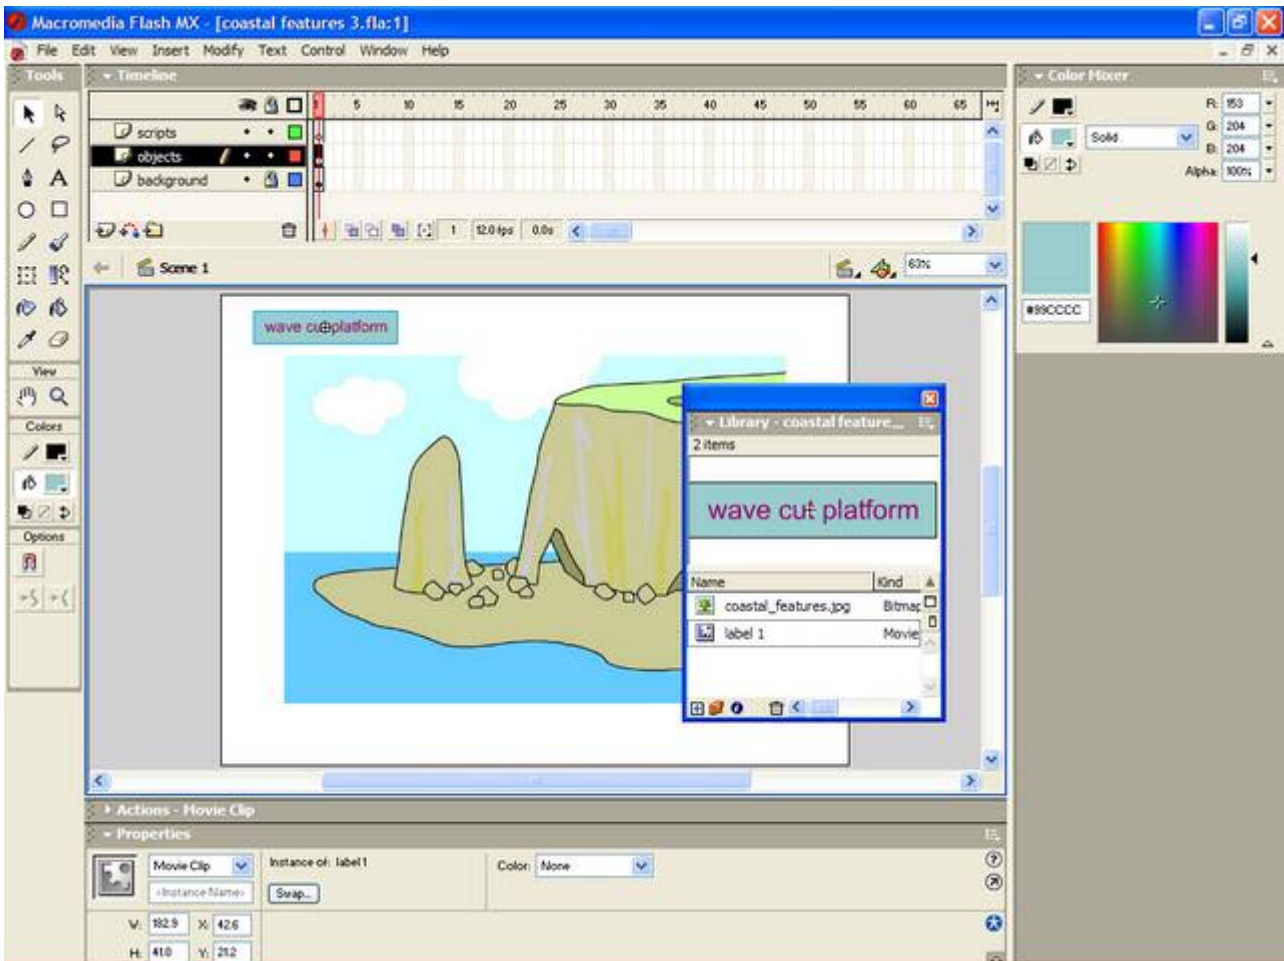 Macromedia Flash MX - [coastal features 3.fla:1]
File Edit View Insert Modify Text Control Window Help
Tools
Timeline
Color Mixer
1 5 10 15 20 25 30 35 40 45 50 55 60 65
scripts
objects
background
1 12.0 fps 0.0s
Scene 1
63%
R: 153
G: 204
B: 204
Solid
Alpha: 100%
#99CCCC
A
View
Colors
Options
wave cut platform
Library - coastal feature...
2 items
wave cut platform
Name Kind
coastal_features.jpg Bitmap
label 1 Movie
Actions - Movie Clip
Properties
Movie Clip
Instance of: label 1
Color: None
<Instance Name>
Swap...
W: 182.9 X: 42.6
H: 41.0 Y: 21.2